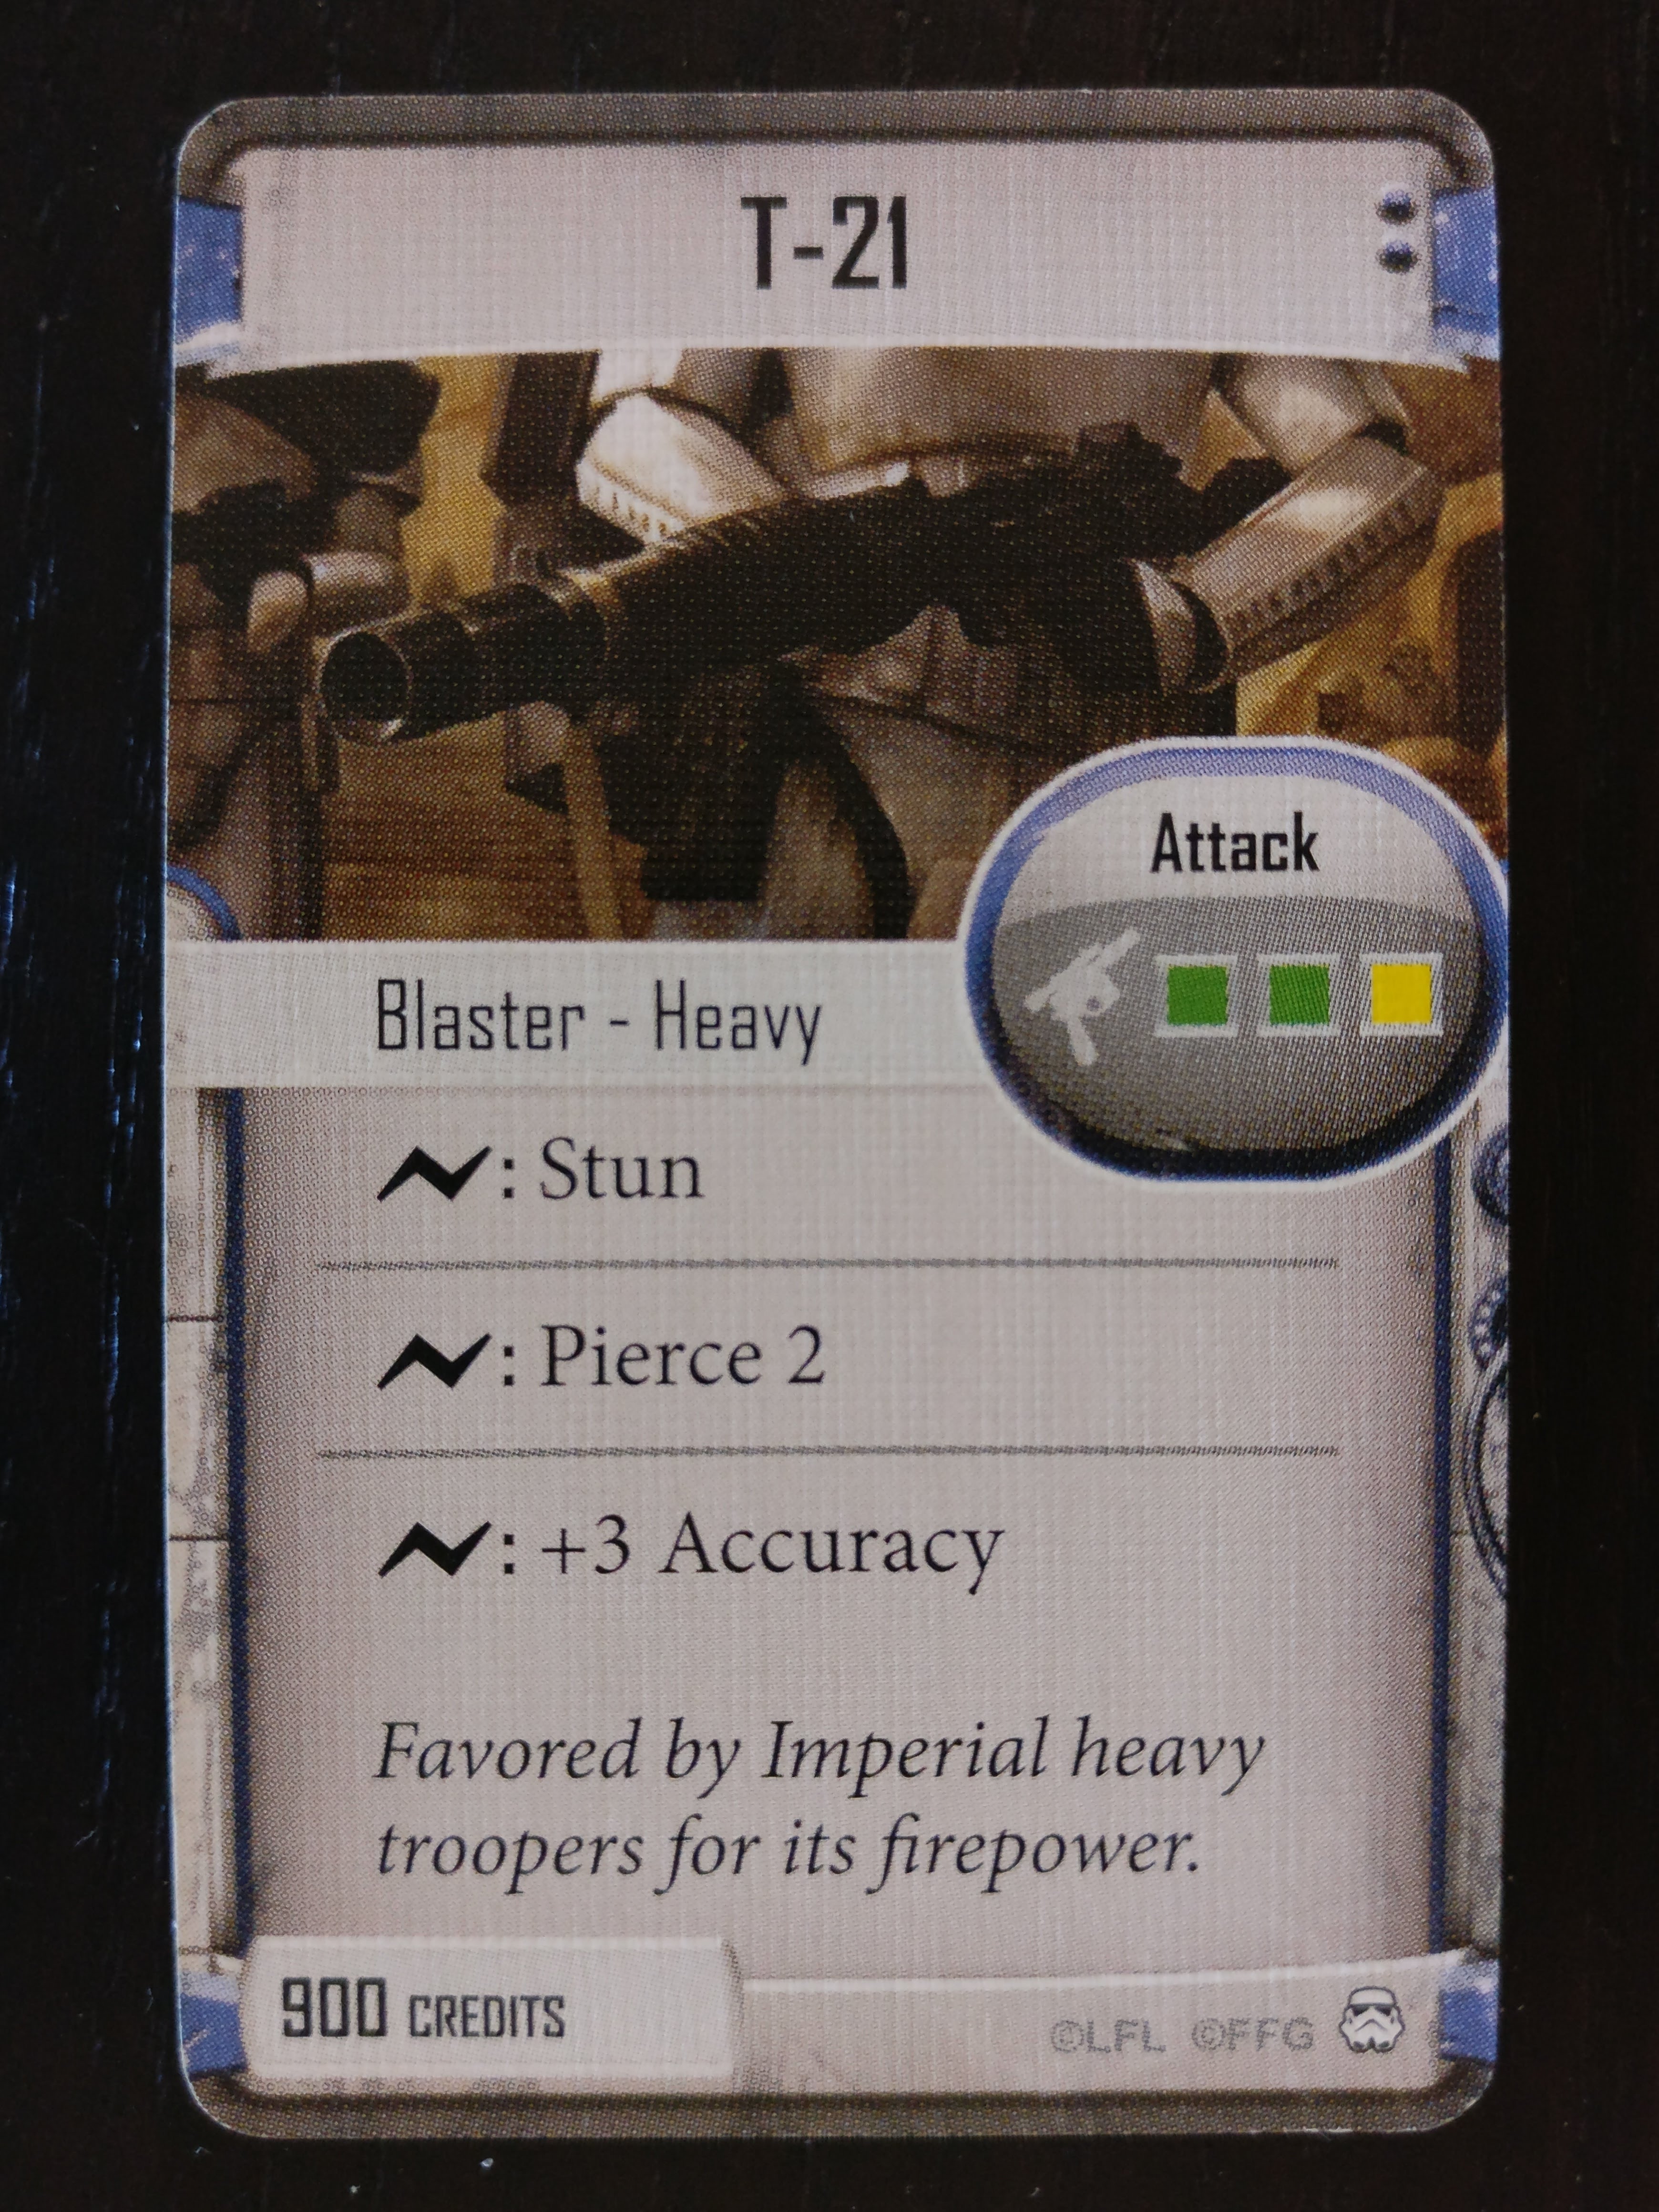 T-21
Attack
Blaster - Heavy
: Stun
: Pierce 2
: +3 Accuracy
Favored by Imperial heavy
troopers for its firepower.
900 CREDITS
©LFL ©FFG